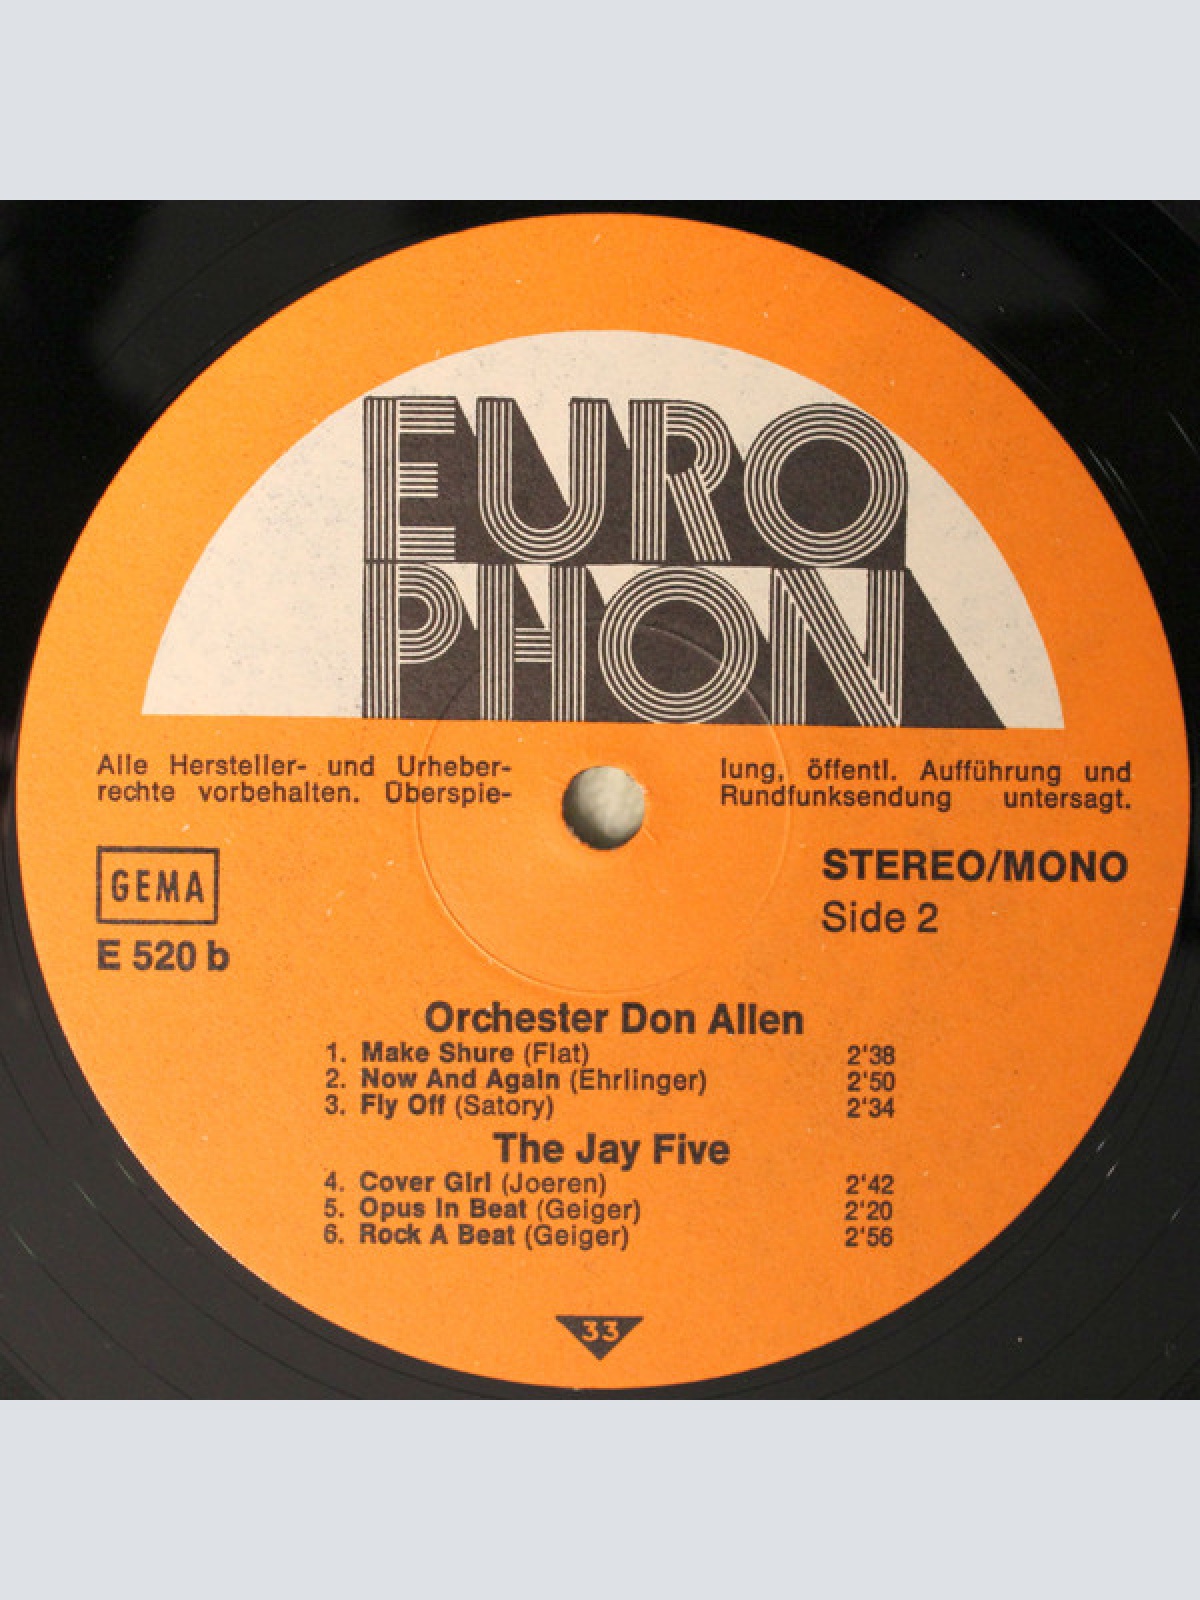 EURO
PHON
Alle Hersteller- und Urheber-
rechte vorbehalten. Überspie-
lung, öffentl. Aufführung und
Rundfunksendung untersagt.
GEMA
E 520 b
STEREO/MONO
Side 2
Orchester Don Allen
1. Make Shure (Flat) 2'38
2. Now And Again (Ehrlinger) 2'50
3. Fly Off (Satory) 2'34
The Jay Five
4. Cover Girl (Joeren) 2'42
5. Opus In Beat (Geiger) 2'20
6. Rock A Beat (Geiger) 2'56
33